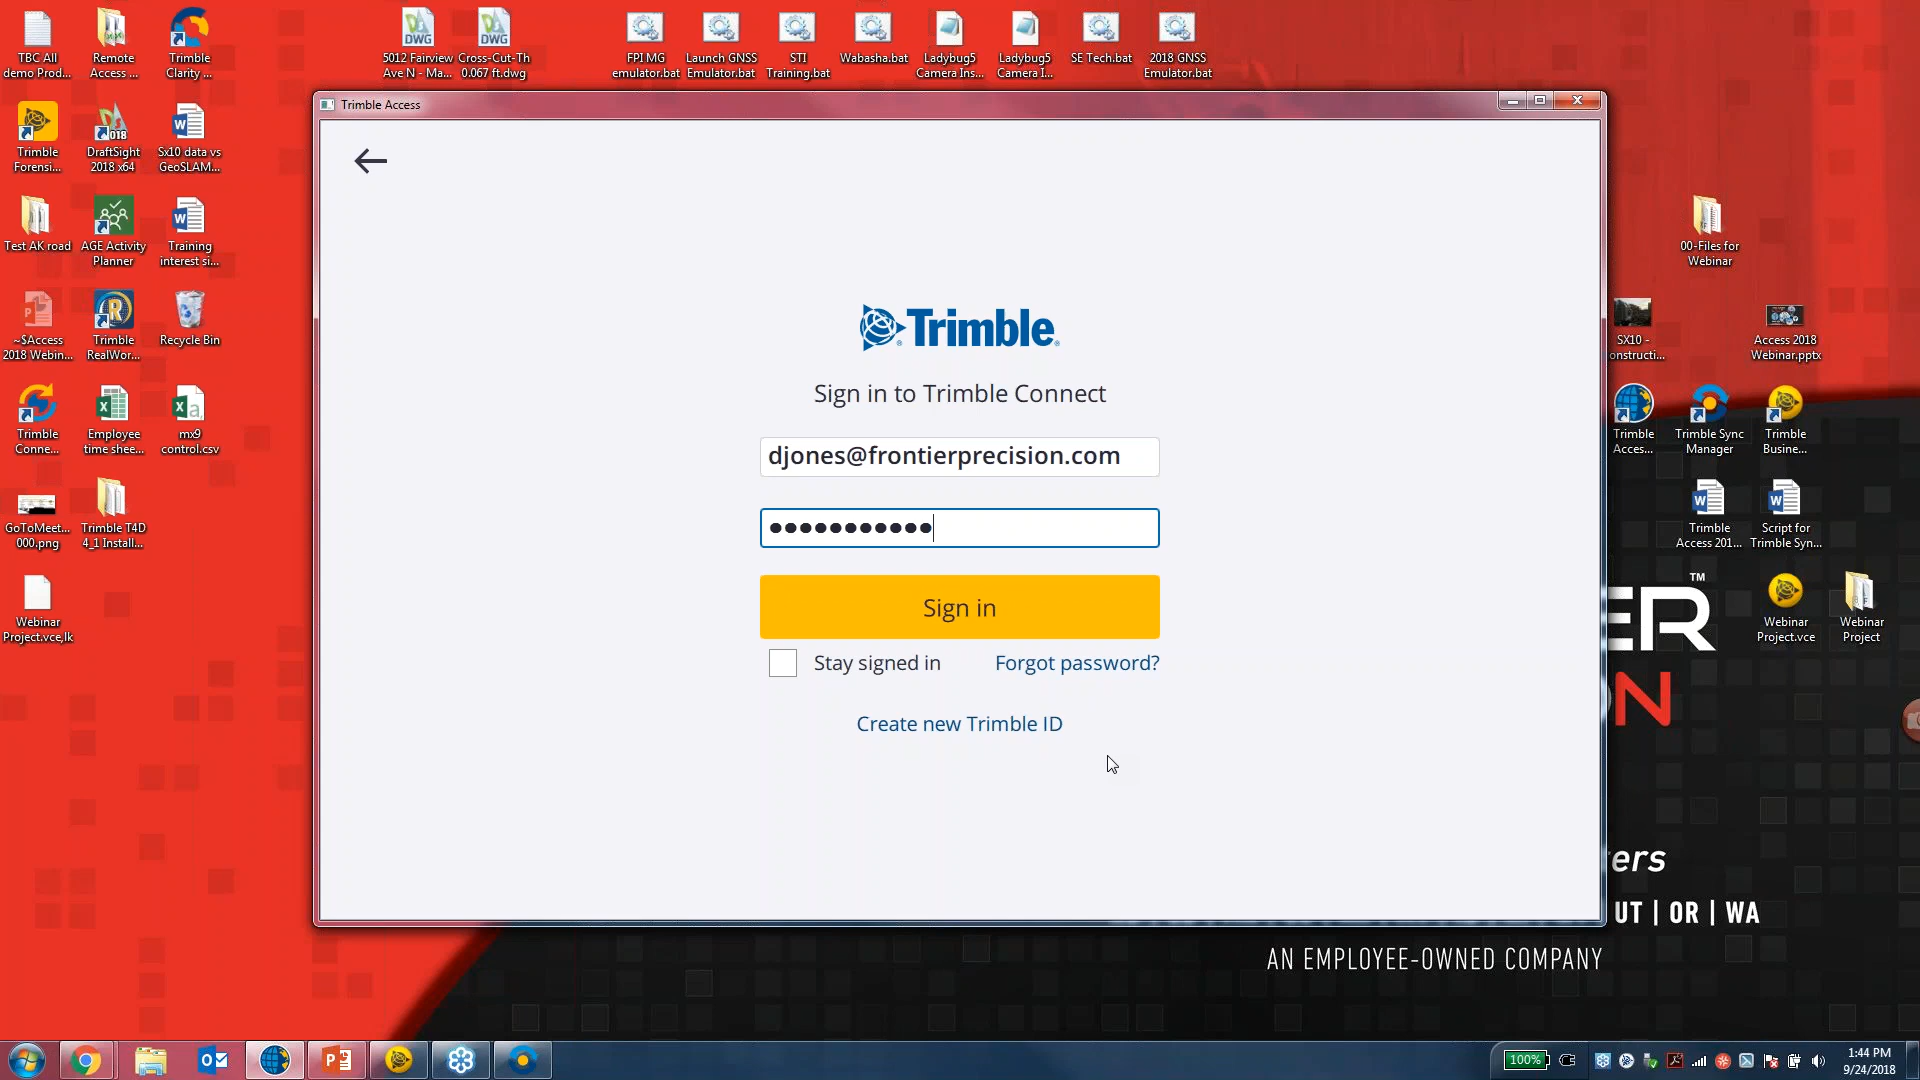 TBC All
demo Prod...
Remote
Access ...
Trimble
Clarity ...
5012 Fairview
Ave N - Ma...
Cross-Cut-Th
0.067 ft.dwg
FPI MG
emulator.bat
Launch GNSS
Emulator.bat
STI
Training.bat
Wabasha.bat
Ladybug5
Camera Ins...
Ladybug5
Camera I...
SE Tech.bat
2018 GNSS
Emulator.bat
Trimble
Forensi...
DraftSight
2018 x64
Sx10 data vs
GeoSLAM...
Test AK road
AGE Activity
Planner
Training
interest si...
~$Access
2018 Webin...
Trimble
RealWor...
Recycle Bin
Trimble
Conne...
Employee
time shee...
mx9
control.csv
GoToMeet...
000.png
Trimble T4D
4_1 Install...
Webinar
Project.vce,lk
Trimble Access
Trimble
Sign in to Trimble Connect
djones@frontierprecision.com
Sign in
Stay signed in
Forgot password?
Create new Trimble ID
00-Files for
Webinar
SX10 -
onstructi...
Access 2018
Webinar.pptx
Trimble
Acces...
Trimble Sync
Manager
Trimble
Busine...
Trimble
Access 201...
Script for
Trimble Syn...
Webinar
Project.vce
Webinar
Project
ER™
N
ers
UT | OR | WA
AN EMPLOYEE-OWNED COMPANY
100%
1:44 PM
9/24/2018